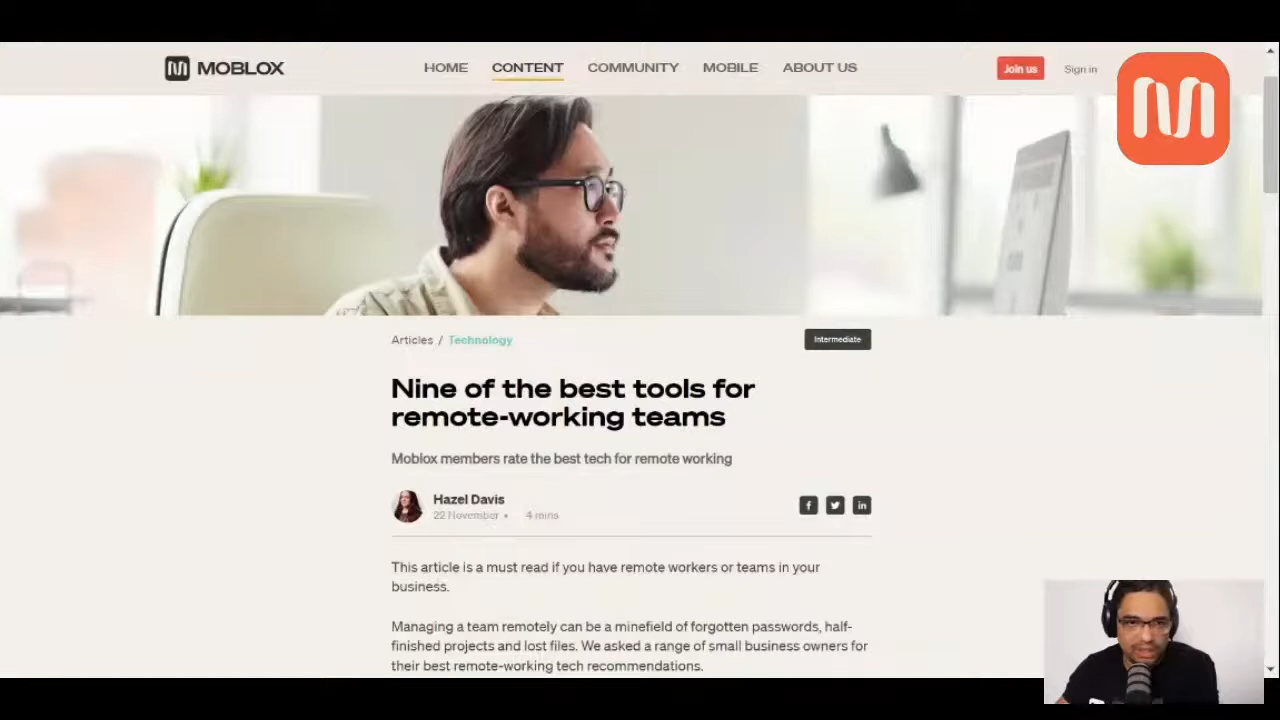 MOBLOX
HOME CONTENT COMMUNITY MOBILE ABOUT US
Join us Sign in
Articles / Technology
Intermediate
Nine of the best tools for
remote-working teams
Moblox members rate the best tech for remote working
Hazel Davis
22 November • 4 mins
This article is a must read if you have remote workers or teams in your
business.
Managing a team remotely can be a minefield of forgotten passwords, half-
finished projects and lost files. We asked a range of small business owners for
their best remote-working tech recommendations.